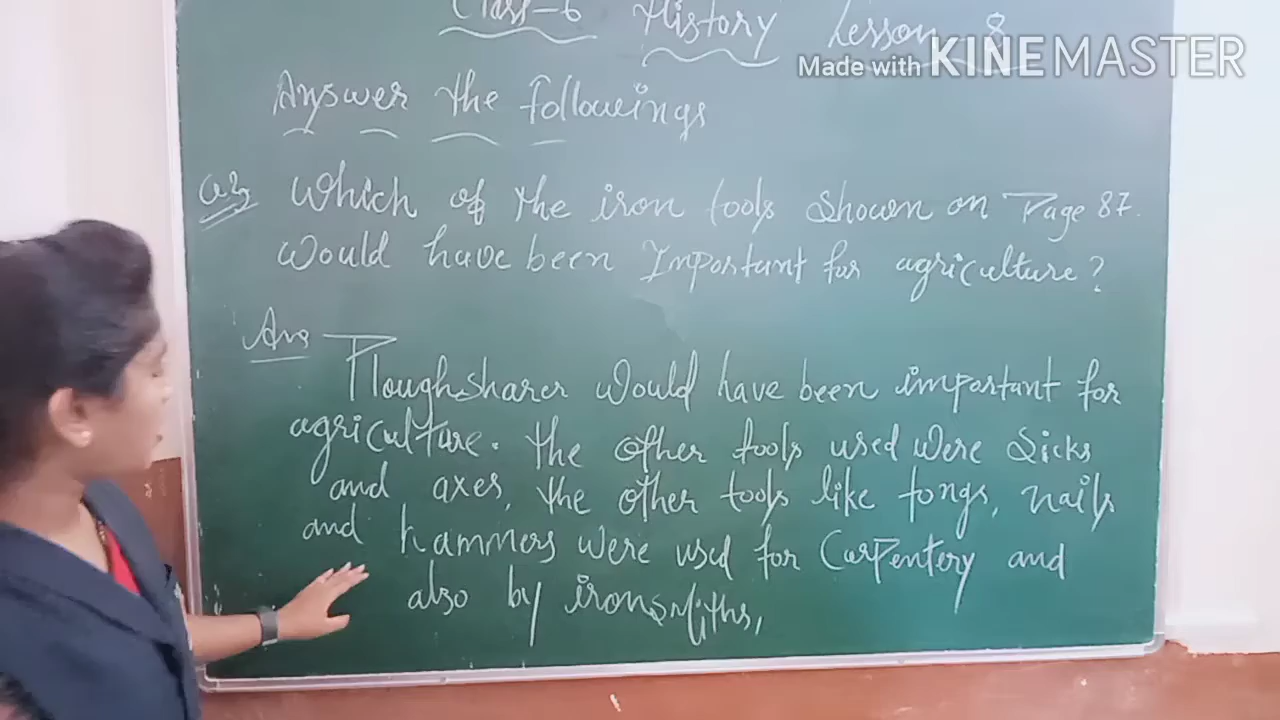 Class-6 History Lesson-8
Made with KINEMASTER
Answer the followings
Q3 Which of the iron tools shown on Page 87.
would have been Important for agriculture?
Ans Ploughsharer would have been important for
agriculture. The other tools used were Sicks
and axes, the other tools like tongs, nails
and hammers were used for Carpentery and
also by ironsmiths,